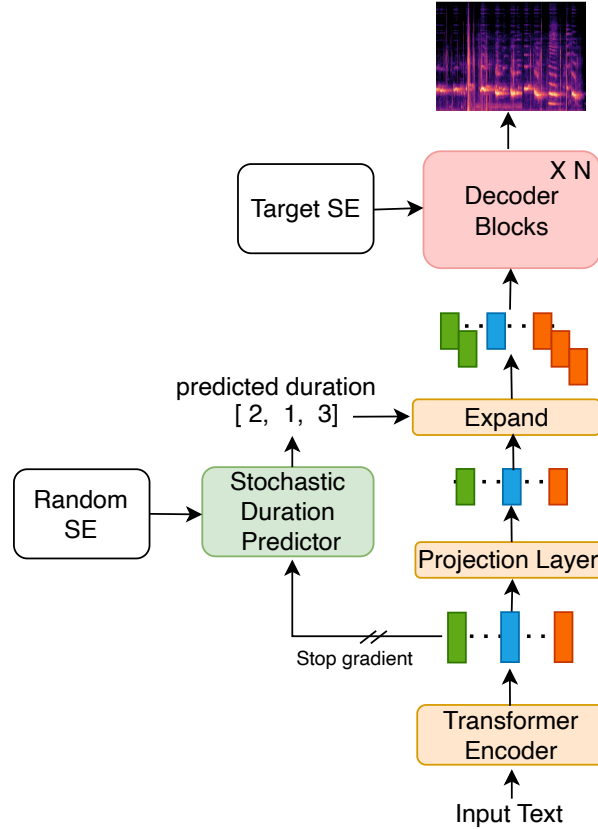 X N
Decoder
Blocks
Target SE
predicted duration
[ 2, 1, 3]
Expand
Random
SE
Stochastic
Duration
Predictor
Projection Layer
Stop gradient
Transformer
Encoder
Input Text